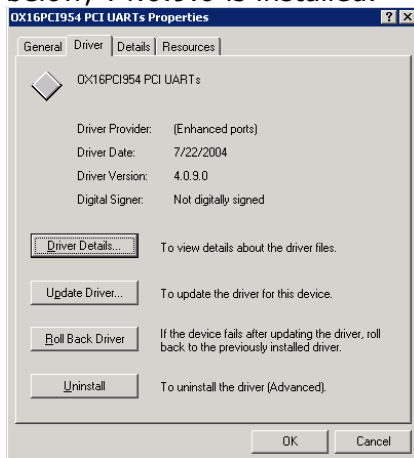 OX16PCI954 PCI UARTs Properties
General Driver Details Resources
OX16PCI954 PCI UARTs
Driver Provider: (Enhanced ports)
Driver Date: 7/22/2004
Driver Version: 4.0.9.0
Digital Signer: Not digitally signed
Driver Details... To view details about the driver files.
Update Driver... To update the driver for this device.
Roll Back Driver If the device fails after updating the driver, roll
back to the previously installed driver.
Uninstall To uninstall the driver (Advanced).
OK Cancel